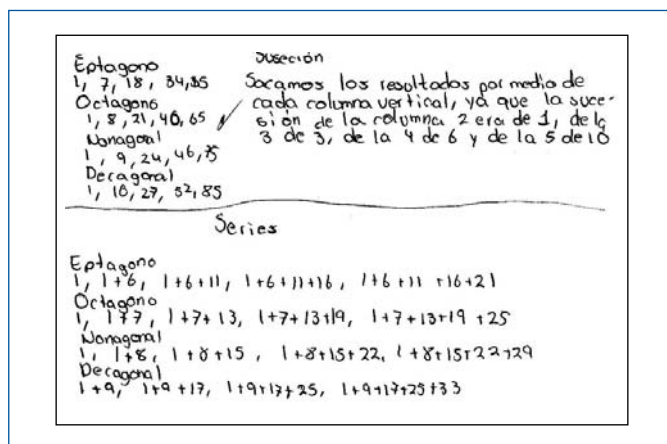 Eptagono
1, 7, 18, 34, 55
Octagono
1, 8, 21, 40, 65
Nonagonal
1, 9, 24, 46, 75
Decagonal
1, 10, 27, 52, 85
Suseción
Sacamos los resoltados por medio de
cada columna vertical, ya que la suce-
sión de la columna 2 era de 1, de la
3 de 3, de la 4 de 6 y de la 5 de 10
Series
Eptagono
1, 1+6, 1+6+11, 1+6+11+16, 1+6+11+16+21
Octagono
1, 1+7, 1+7+13, 1+7+13+19, 1+7+13+19+25
Nonagonal
1, 1+8, 1+8+15, 1+8+15+22, 1+8+15+22+29
Decagonal
1+9, 1+9+17, 1+9+17+25, 1+9+17+25+33